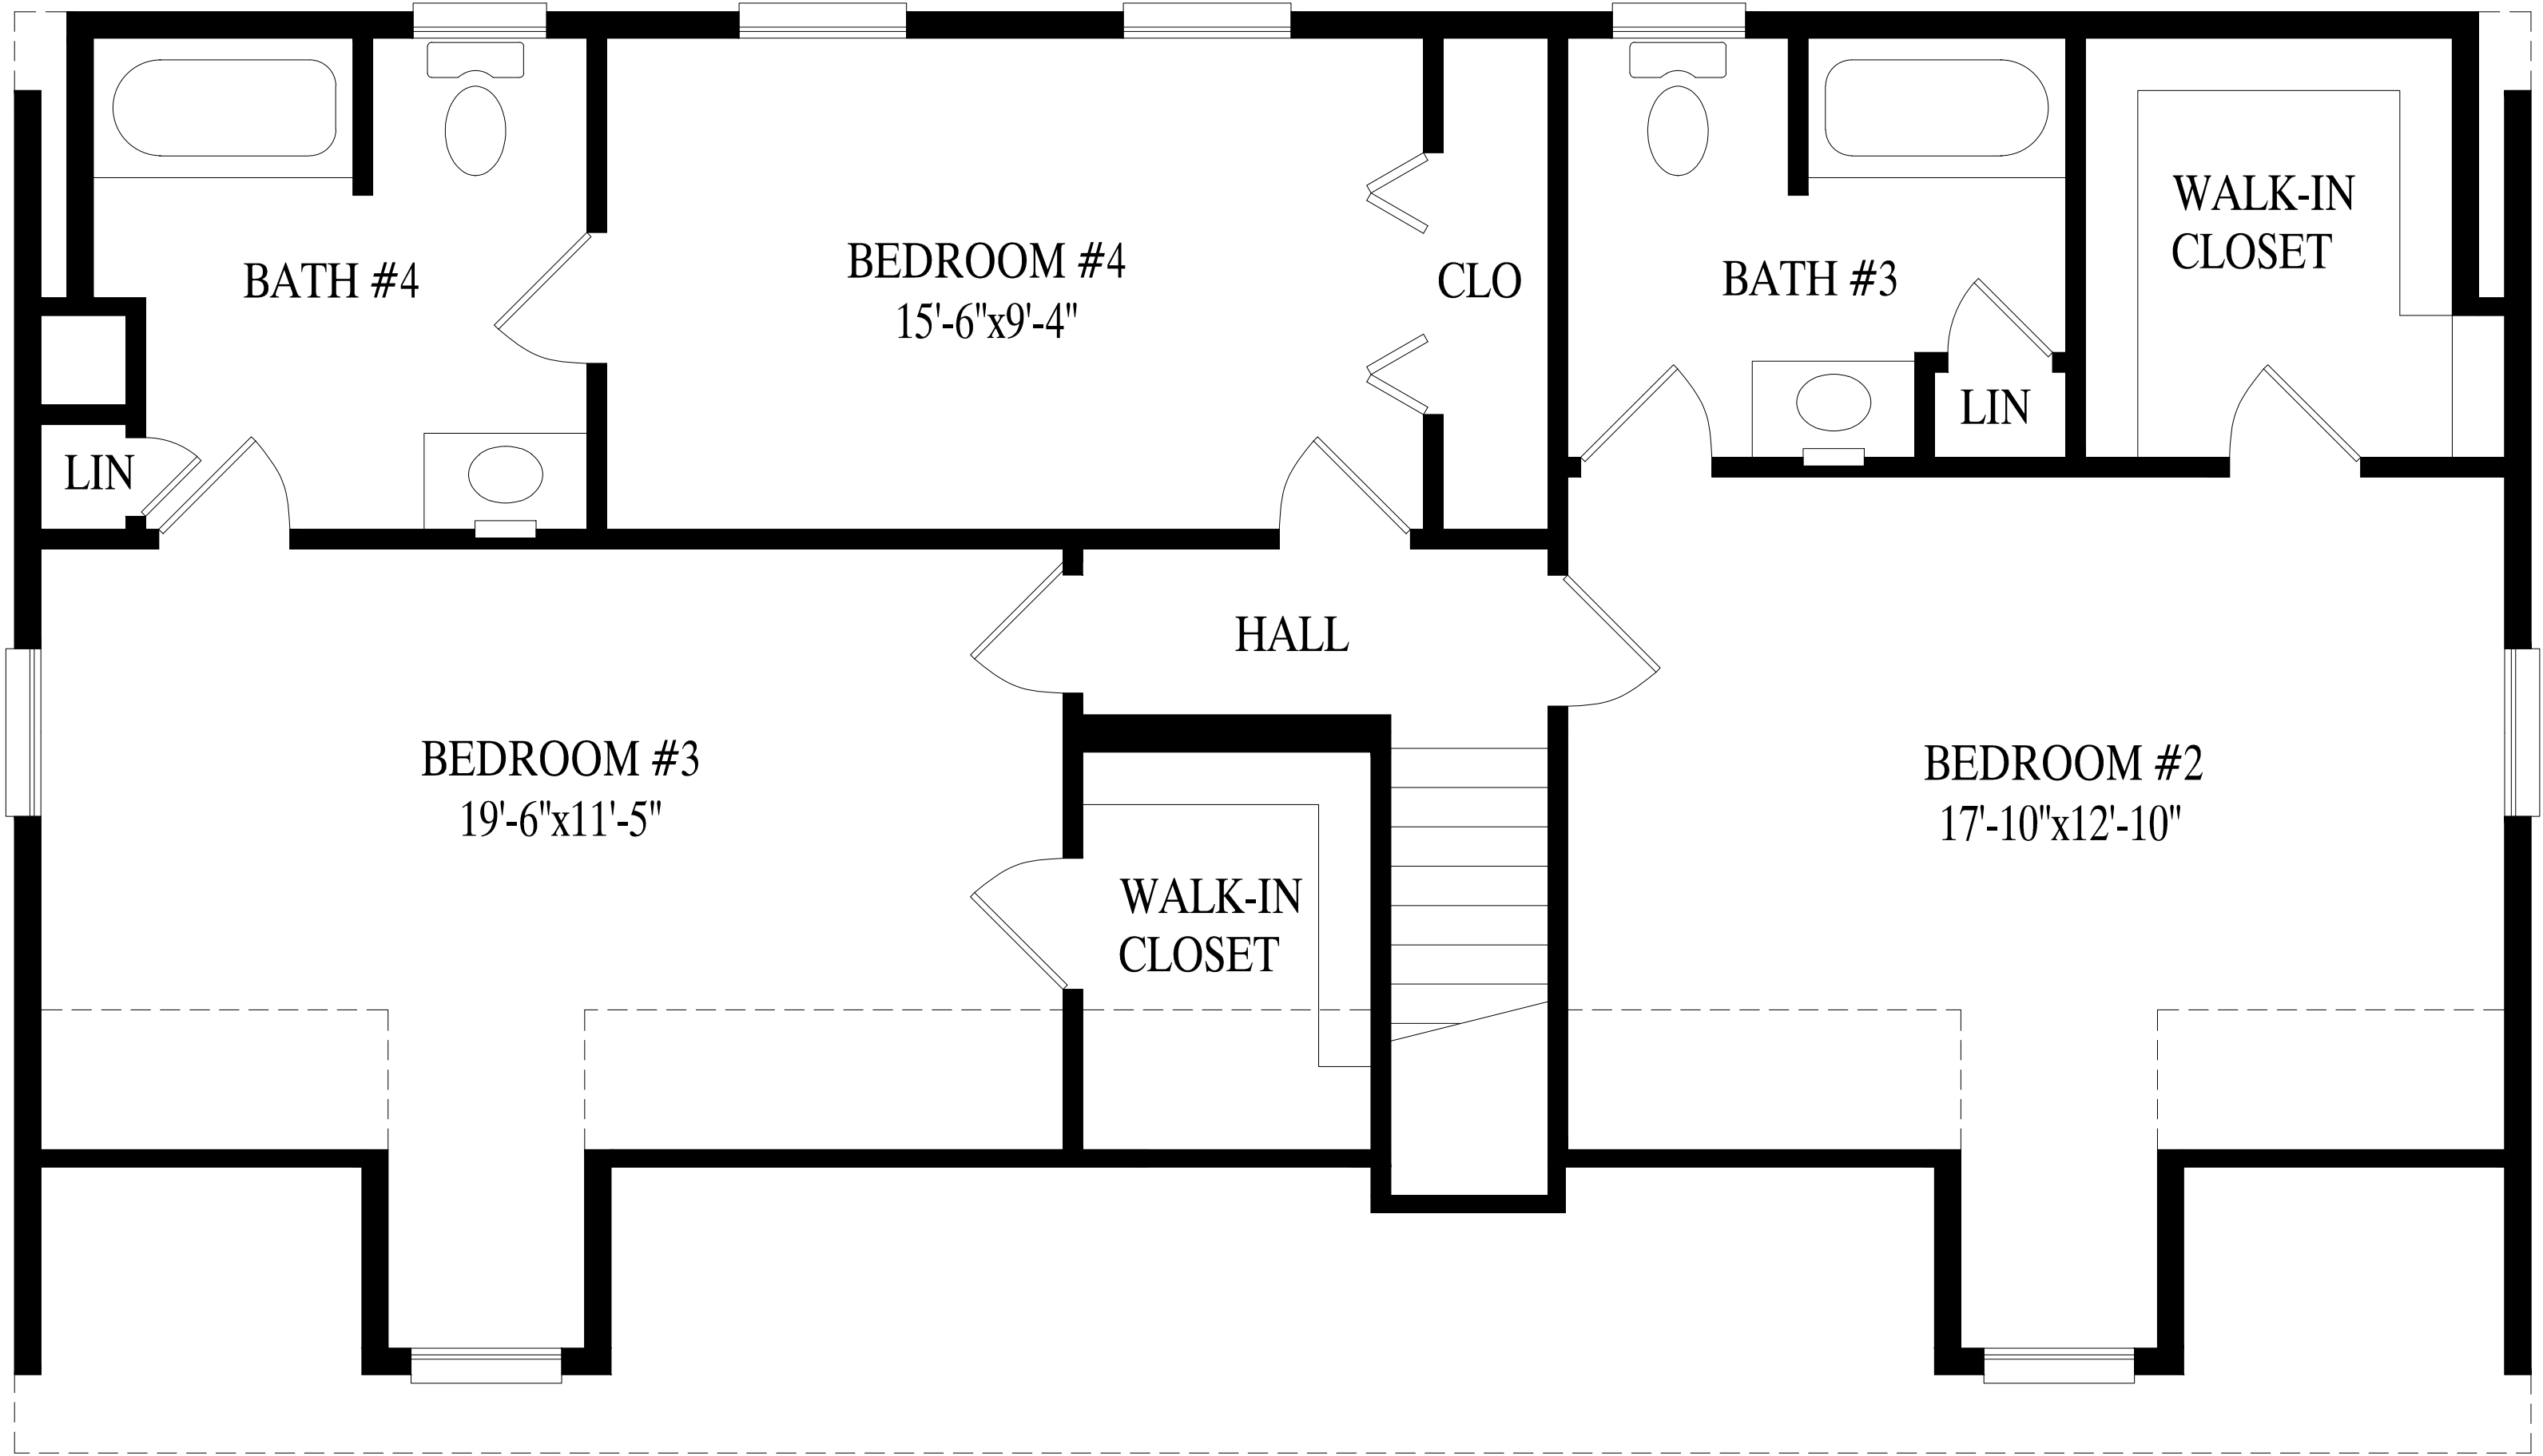 BATH #4
LIN
BEDROOM #4
15'-6"x9'-4"
CLO
BATH #3
LIN
WALK-IN
CLOSET
HALL
BEDROOM #3
19'-6"x11'-5"
WALK-IN
CLOSET
BEDROOM #2
17'-10"x12'-10"